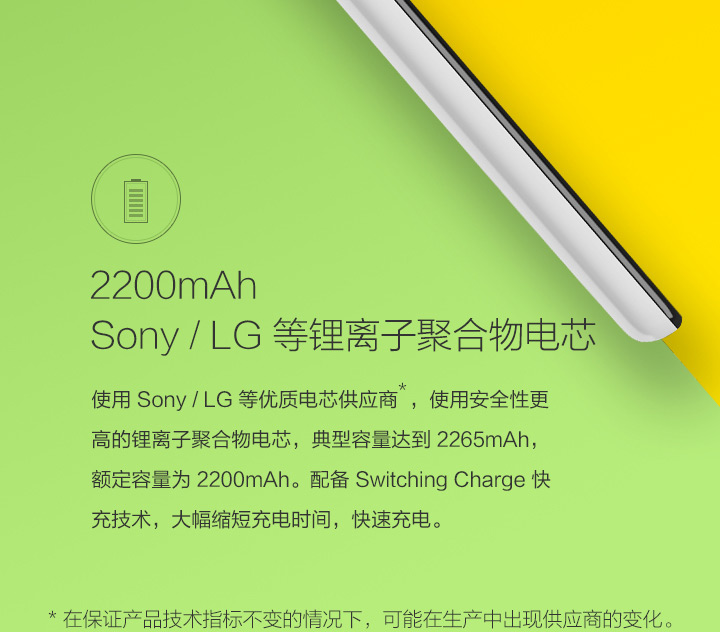 2200mAh
Sony / LG 等锂离子聚合物电芯
使用 Sony / LG 等优质电芯供应商*，使用安全性更
高的锂离子聚合物电芯，典型容量达到 2265mAh，
额定容量为 2200mAh。配备 Switching Charge 快
充技术，大幅缩短充电时间，快速充电。
* 在保证产品技术指标不变的情况下，可能在生产中出现供应商的变化。